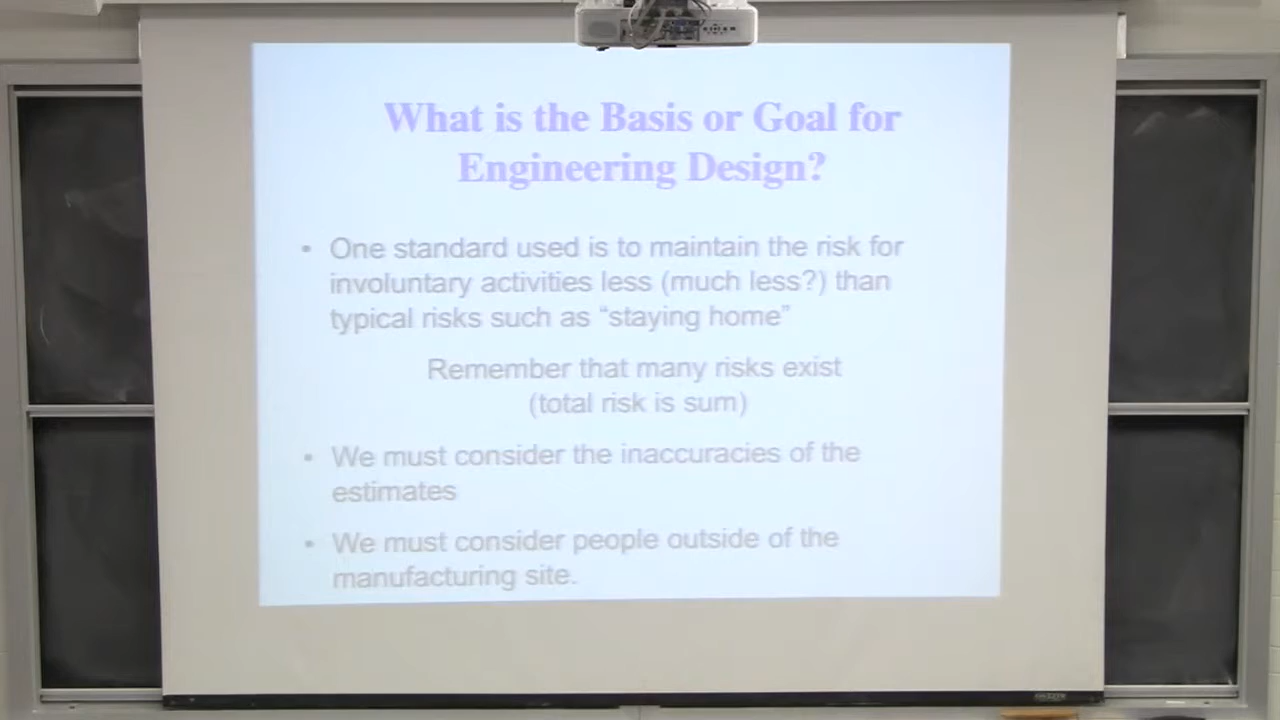 What is the Basis or Goal for
Engineering Design?
• One standard used is to maintain the risk for
involuntary activities less (much less?) than
typical risks such as “staying home”
Remember that many risks exist
(total risk is sum)
• We must consider the inaccuracies of the
estimates
• We must consider people outside of the
manufacturing site.